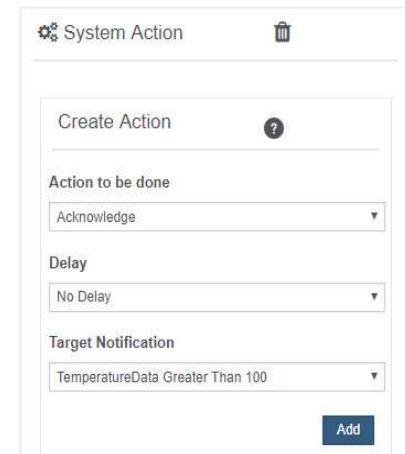 System Action
Create Action
?
Action to be done
Acknowledge
Delay
No Delay
Target Notification
TemperatureData Greater Than 100
Add